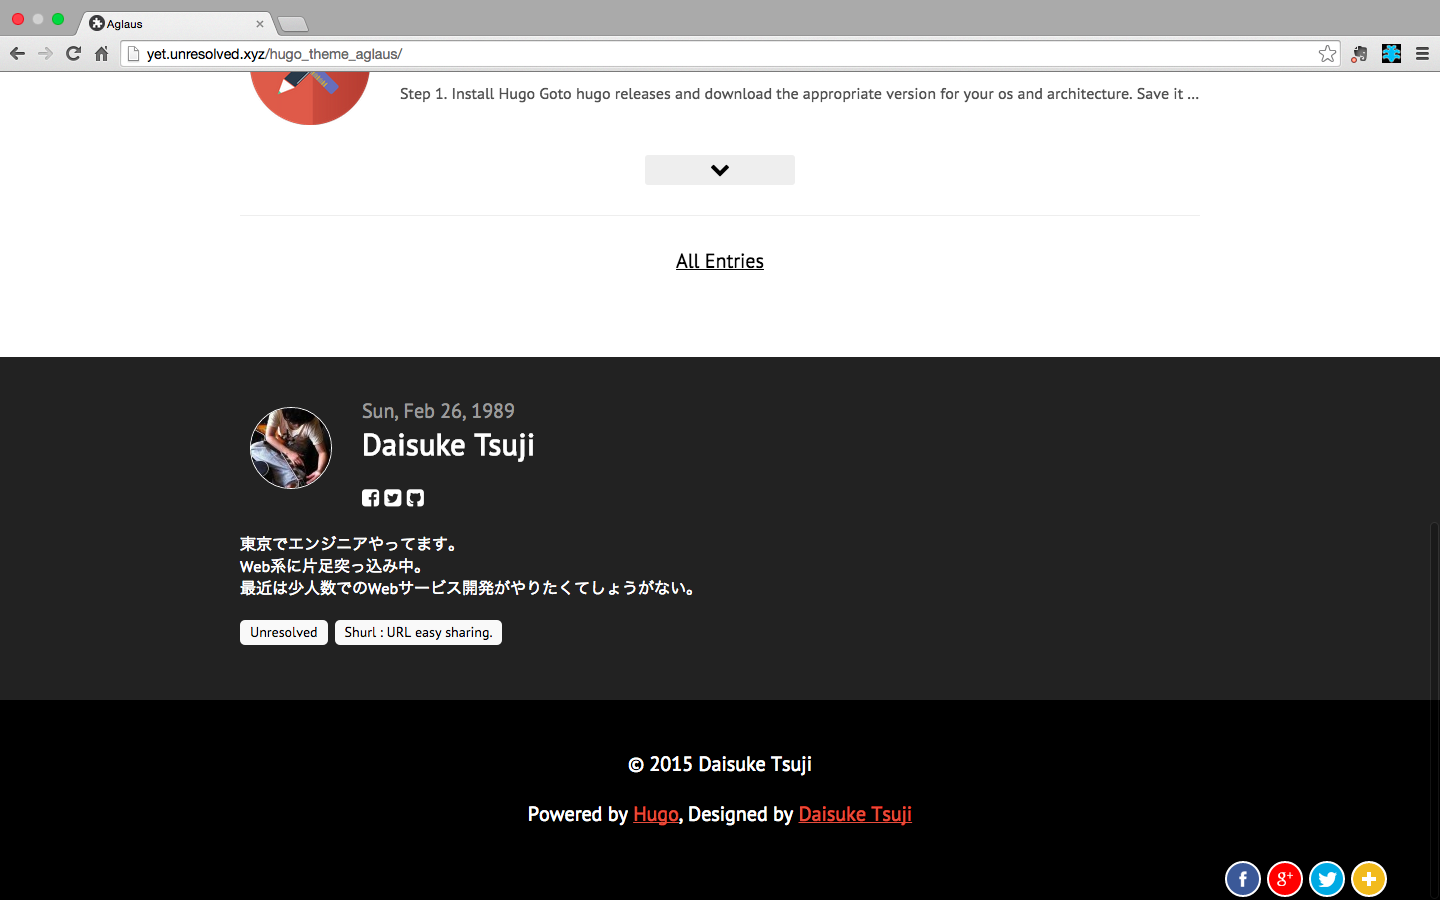 Aglaus
yet.unresolved.xyz/hugo_theme_aglaus/
Step 1. Install Hugo Goto hugo releases and download the appropriate version for your os and architecture. Save it ...
All Entries
Sun, Feb 26, 1989
Daisuke Tsuji
東京でエンジニアやってます。
Web系に片足突っ込み中。
最近は少人数でのWebサービス開発がやりたくてしょうがない。
Unresolved
Shurl : URL easy sharing.
© 2015 Daisuke Tsuji
Powered by Hugo, Designed by Daisuke Tsuji